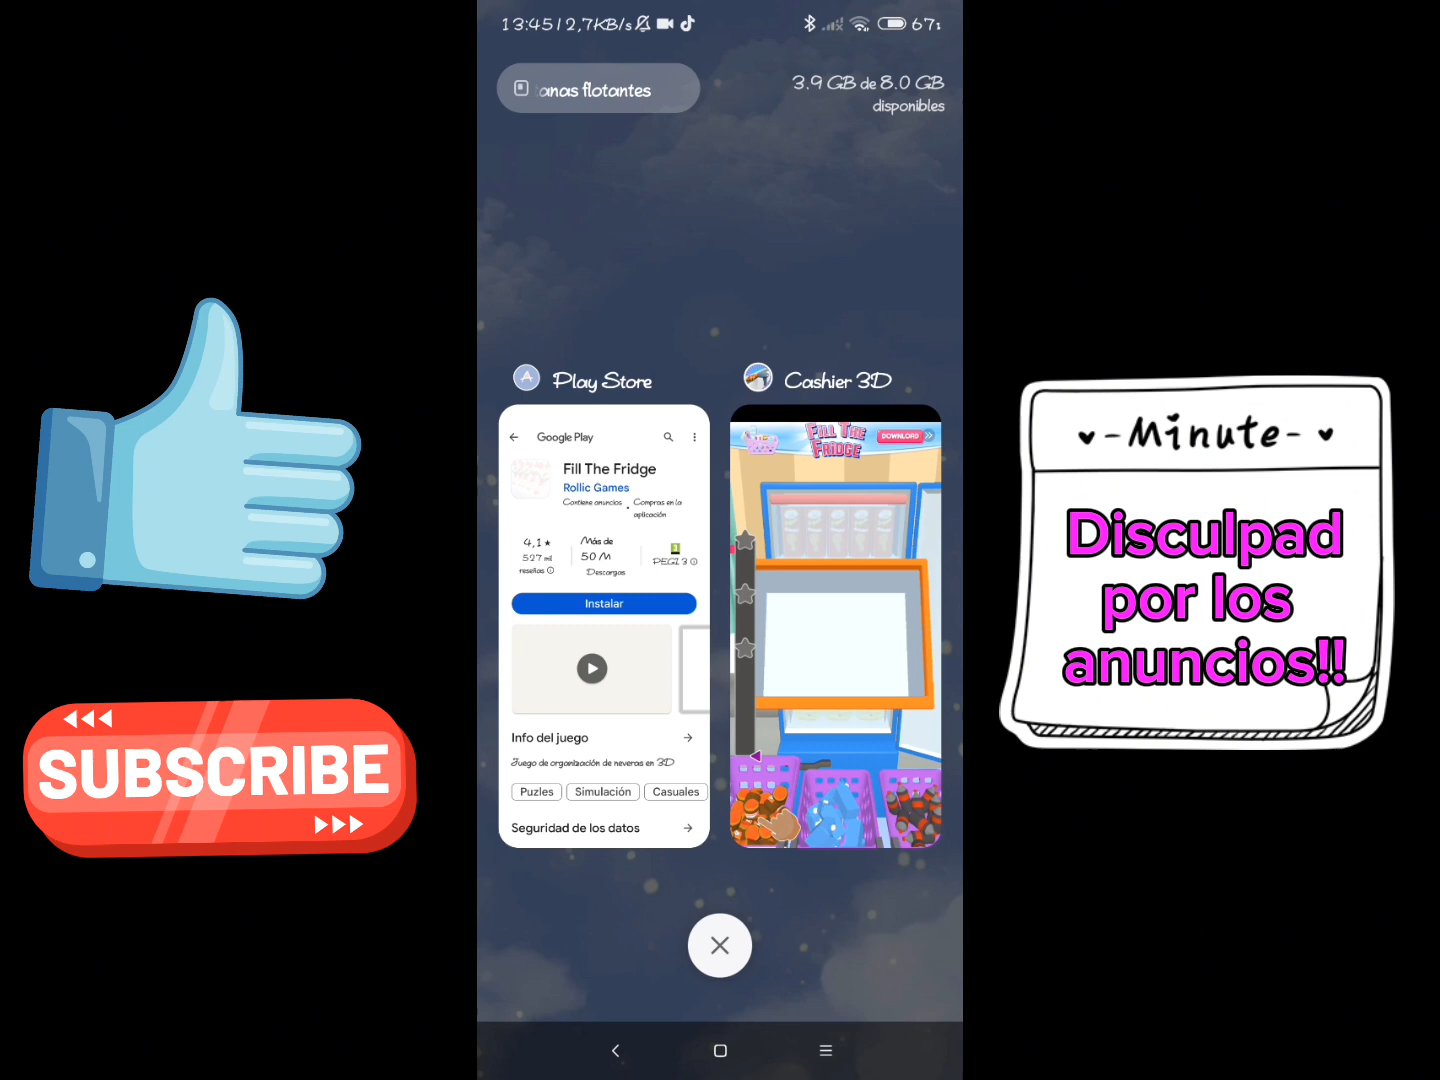 13:45 | 2,7KB/s
67
anas flotantes
3.9 GB de 8.0 GB
disponibles
Play Store
Cashier 3D
Google Play
Fill The Fridge
Rollic Games
Contiene anuncios · Compras en la
aplicación
4,1★
527 mil
reseñas
Más de
50 M
Descargas
3
PEGI 3
Instalar
Info del juego
Juego de organización de neveras en 3D
Puzles
Simulación
Casuales
Seguridad de los datos
FILL THE
FRIDGE
DOWNLOAD
SUBSCRIBE
-Minute-
Disculpad
por los
anuncios!!